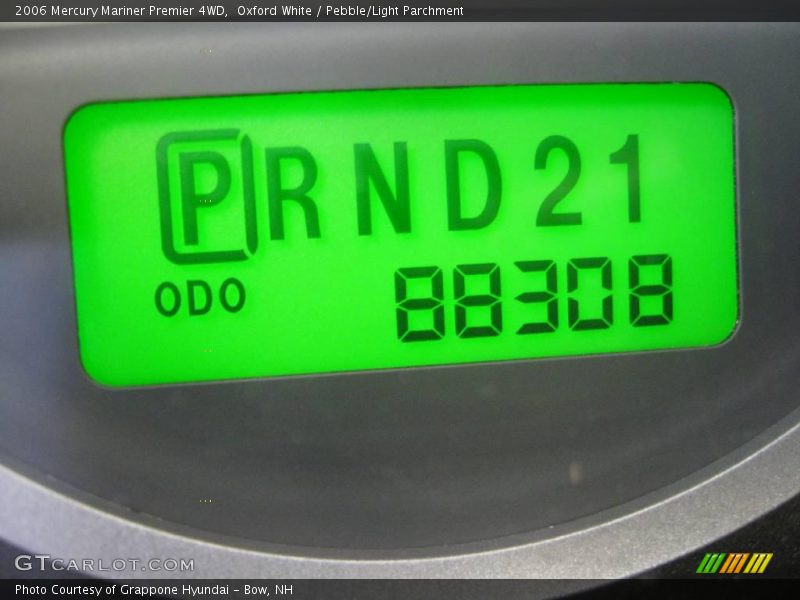 2006 Mercury Mariner Premier 4WD,  Oxford White / Pebble/Light Parchment
P R N D 2 1
ODO 88308
GTCARLOT.COM
Photo Courtesy of Grappone Hyundai - Bow, NH